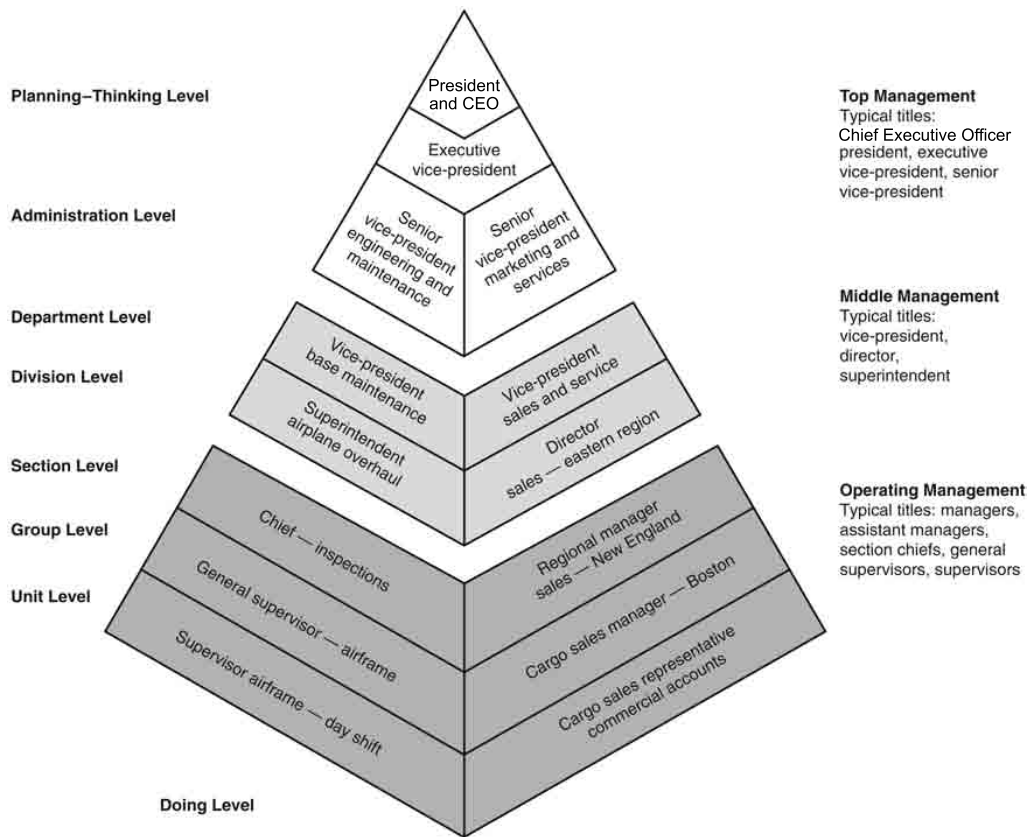 Planning–Thinking Level
Administration Level
Department Level
Division Level
Section Level
Group Level
Unit Level
Doing Level
President
and CEO
Executive
vice-president
Senior
vice-president
engineering and
maintenance
Senior
vice-president
marketing and
services
Vice-president
base maintenance
Vice-president
sales and service
Superintendent
airplane overhaul
Director
sales — eastern region
Chief — inspections
Regional manager
sales — New England
General supervisor — airframe
Cargo sales manager — Boston
Supervisor airframe — day shift
Cargo sales representative
commercial accounts
Top Management
Typical titles:
Chief Executive Officer
president, executive
vice-president, senior
vice-president
Middle Management
Typical titles:
vice-president,
director,
superintendent
Operating Management
Typical titles: managers,
assistant managers,
section chiefs, general
supervisors, supervisors